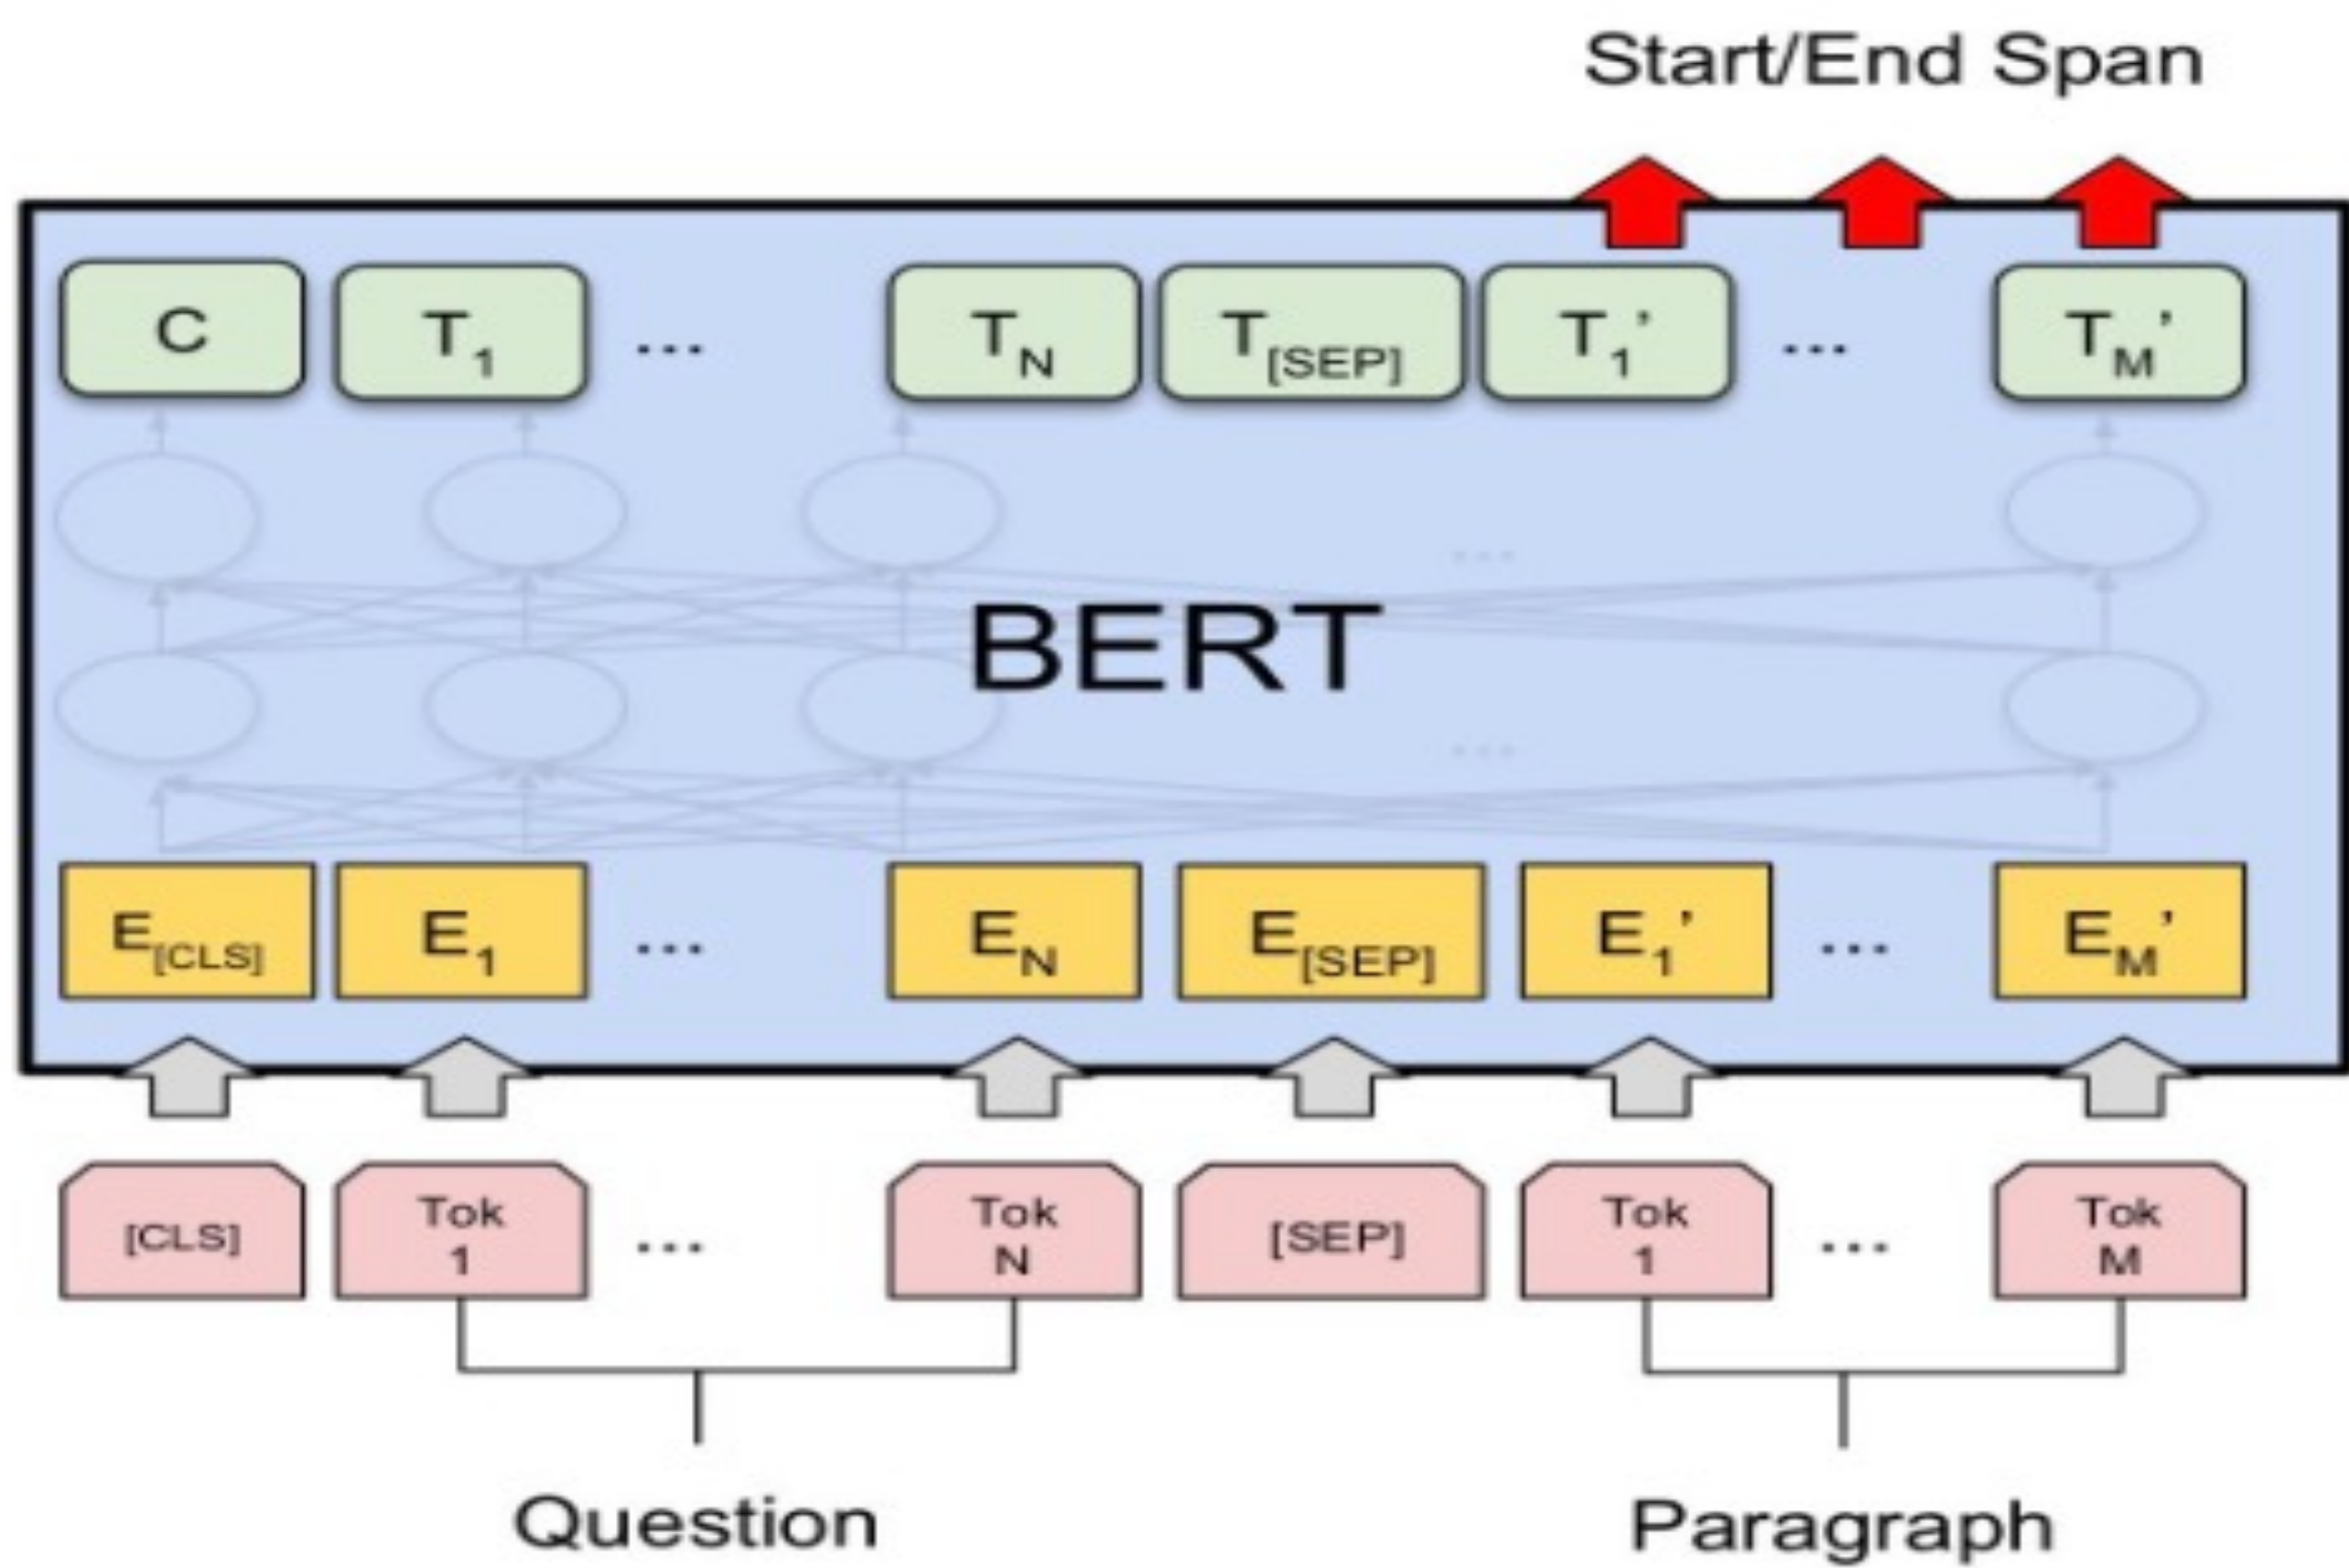 Start/End Span
C T1 ... TN T[SEP] T1' ... TM'
...
BERT
...
E[CLS] E1 ... EN E[SEP] E1' ... EM'
[CLS] Tok 1 ... Tok N [SEP] Tok 1 ... Tok M
Question Paragraph